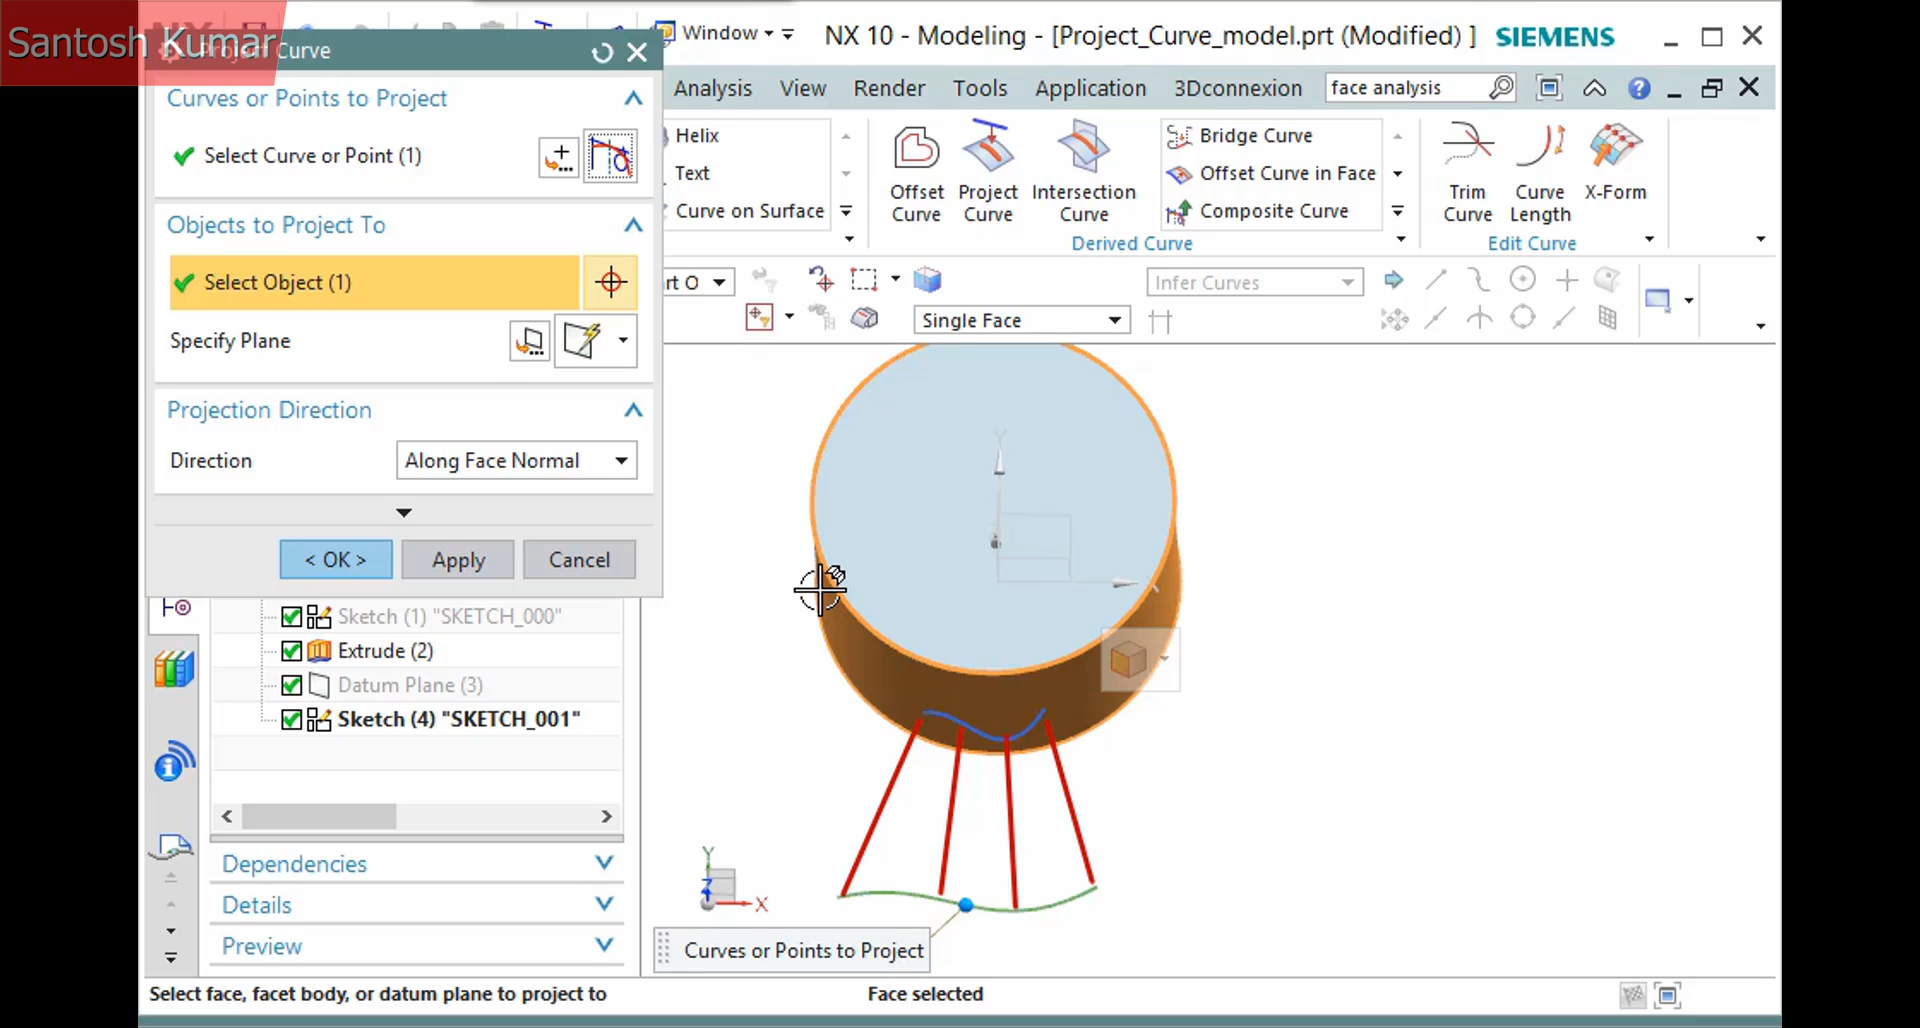 Santosh Kumar
Project Curve
Window
NX 10 - Modeling - [Project_Curve_model.prt (Modified) ]
SIEMENS
Analysis
View
Render
Tools
Application
3Dconnexion
face analysis
Curves or Points to Project
Select Curve or Point (1)
Objects to Project To
Select Object (1)
Specify Plane
Projection Direction
Direction
Along Face Normal
< OK >
Apply
Cancel
Helix
Text
Curve on Surface
Offset
Curve
Project
Curve
Intersection
Curve
Bridge Curve
Offset Curve in Face
Composite Curve
Derived Curve
Trim
Curve
Curve
Length
X-Form
Edit Curve
rt O
Infer Curves
Single Face
Sketch (1) "SKETCH_000"
Extrude (2)
Datum Plane (3)
Sketch (4) "SKETCH_001"
Dependencies
Details
Preview
Y
Y
Z
X
Curves or Points to Project
Select face, facet body, or datum plane to project to
Face selected